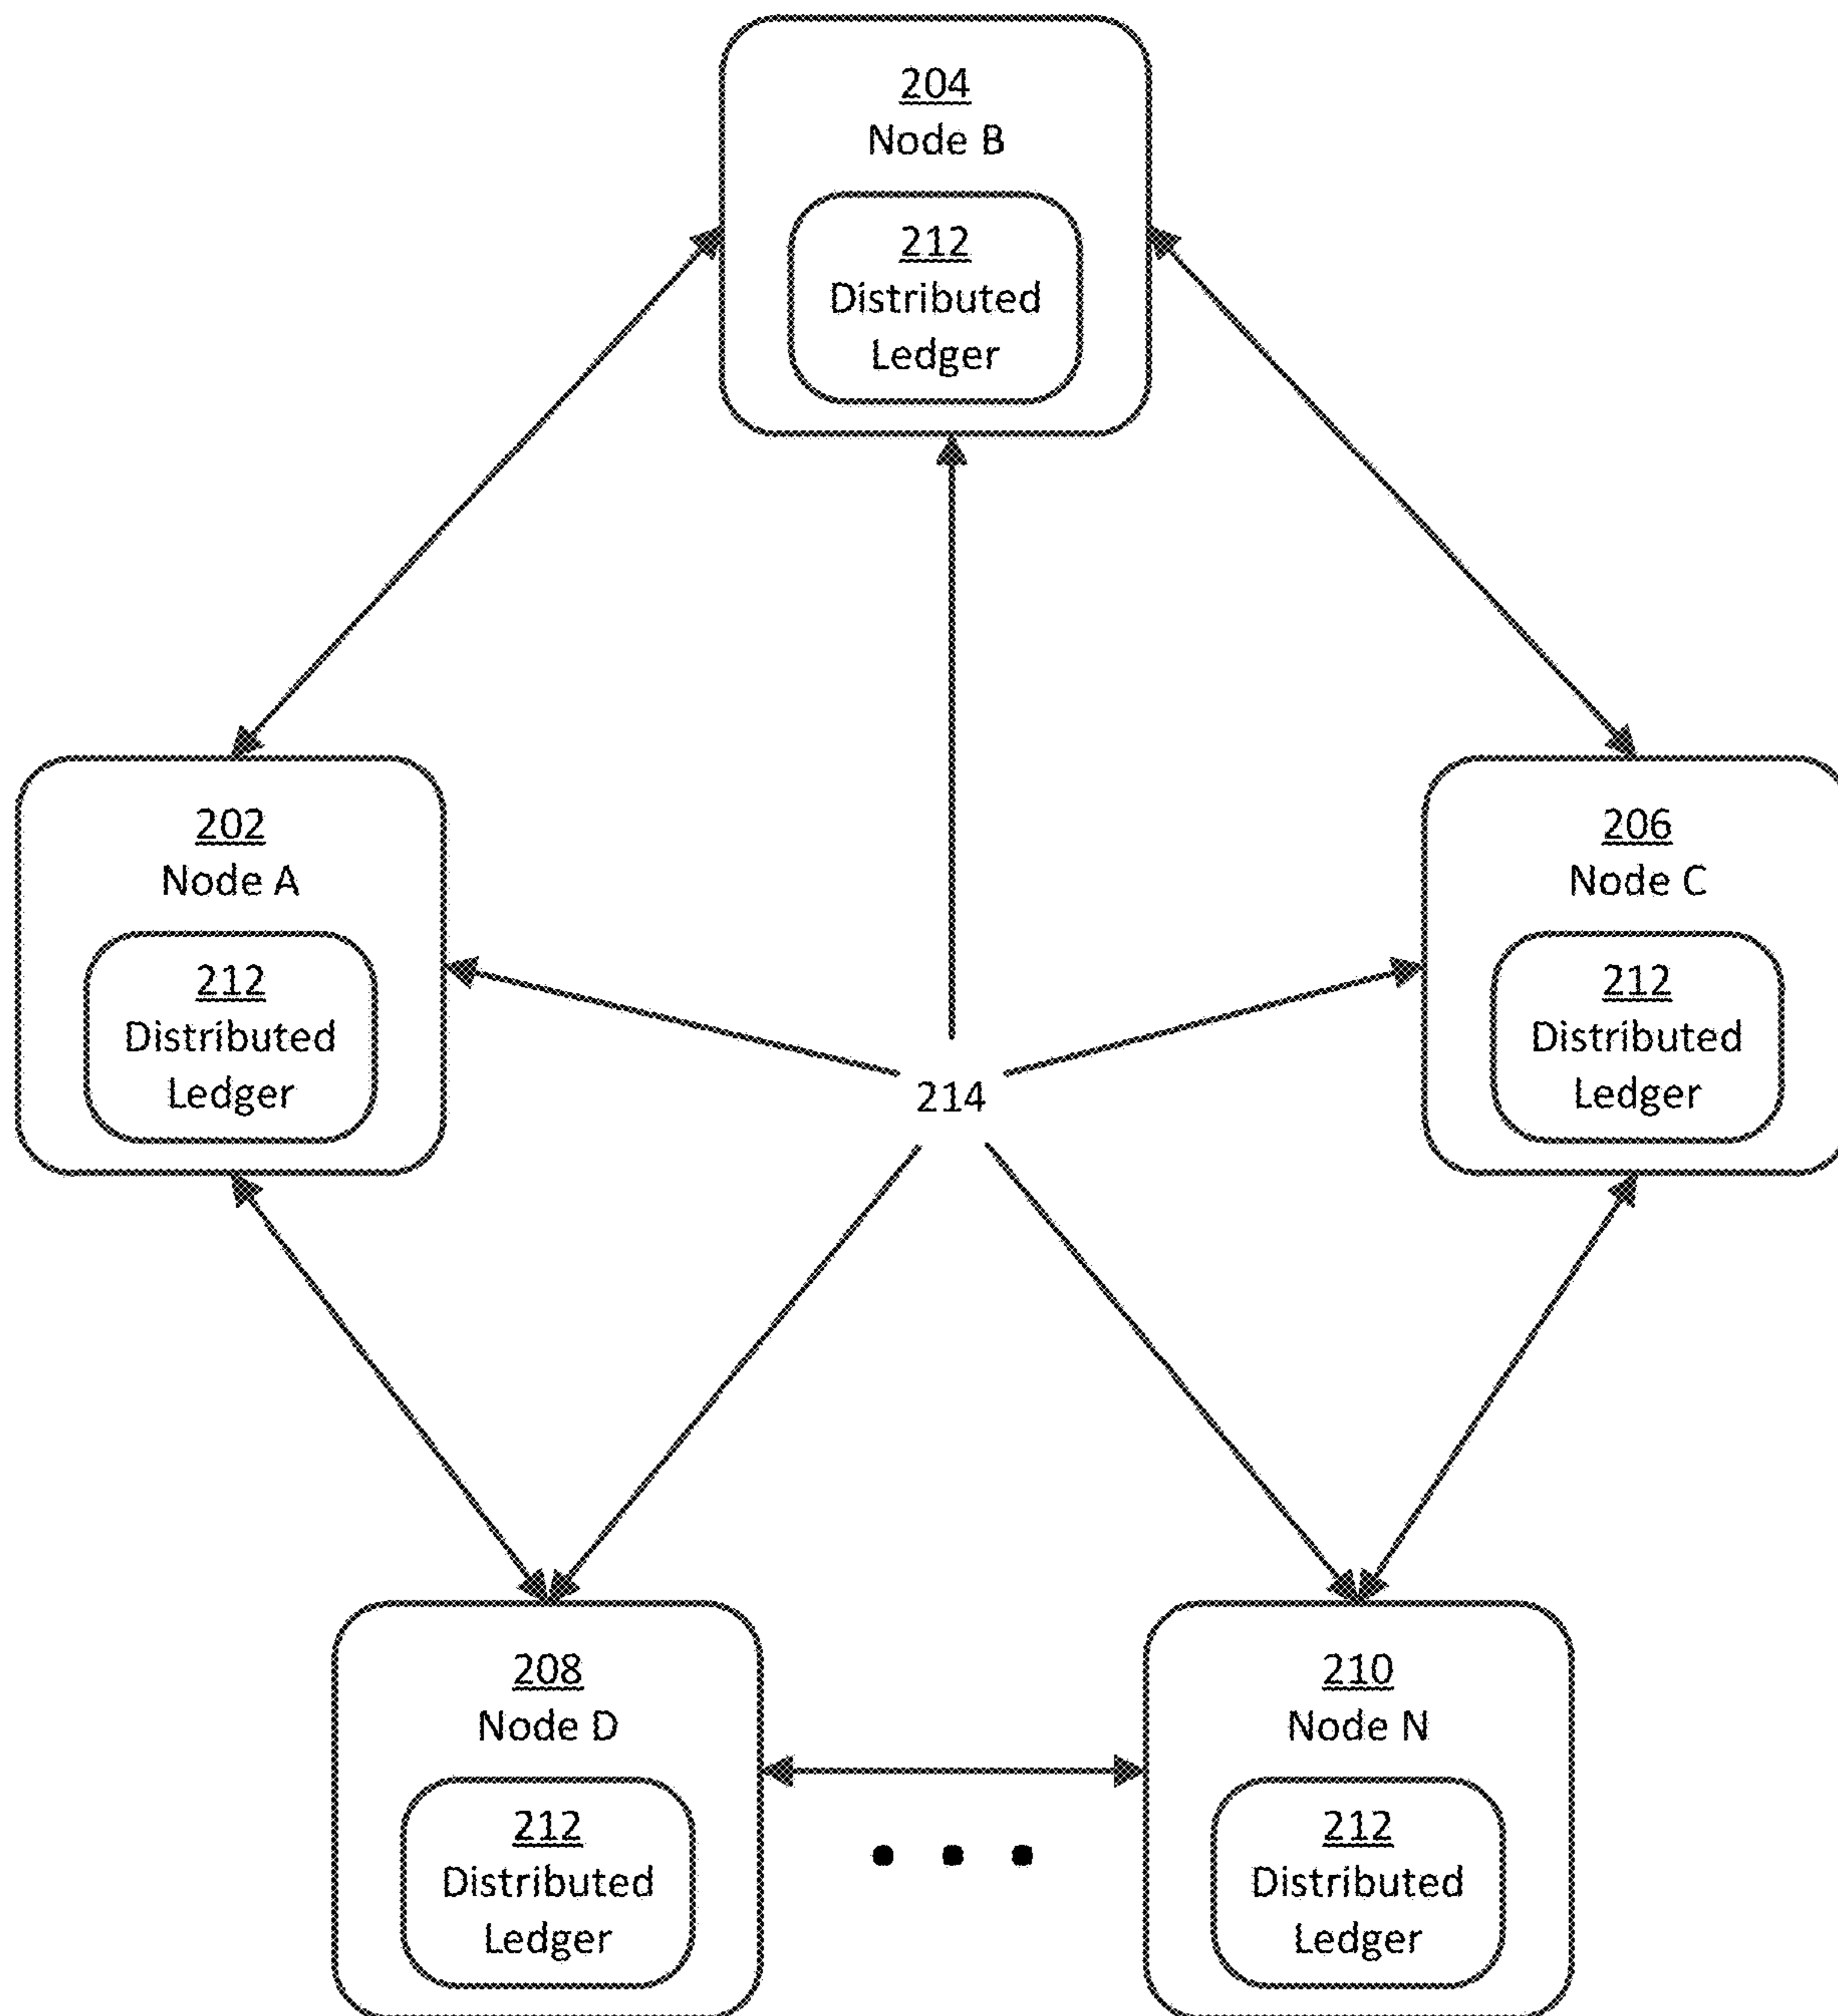 204
Node B
212
Distributed
Ledger
202
Node A
212
Distributed
Ledger
206
Node C
212
Distributed
Ledger
214
208
Node D
212
Distributed
Ledger
210
Node N
212
Distributed
Ledger